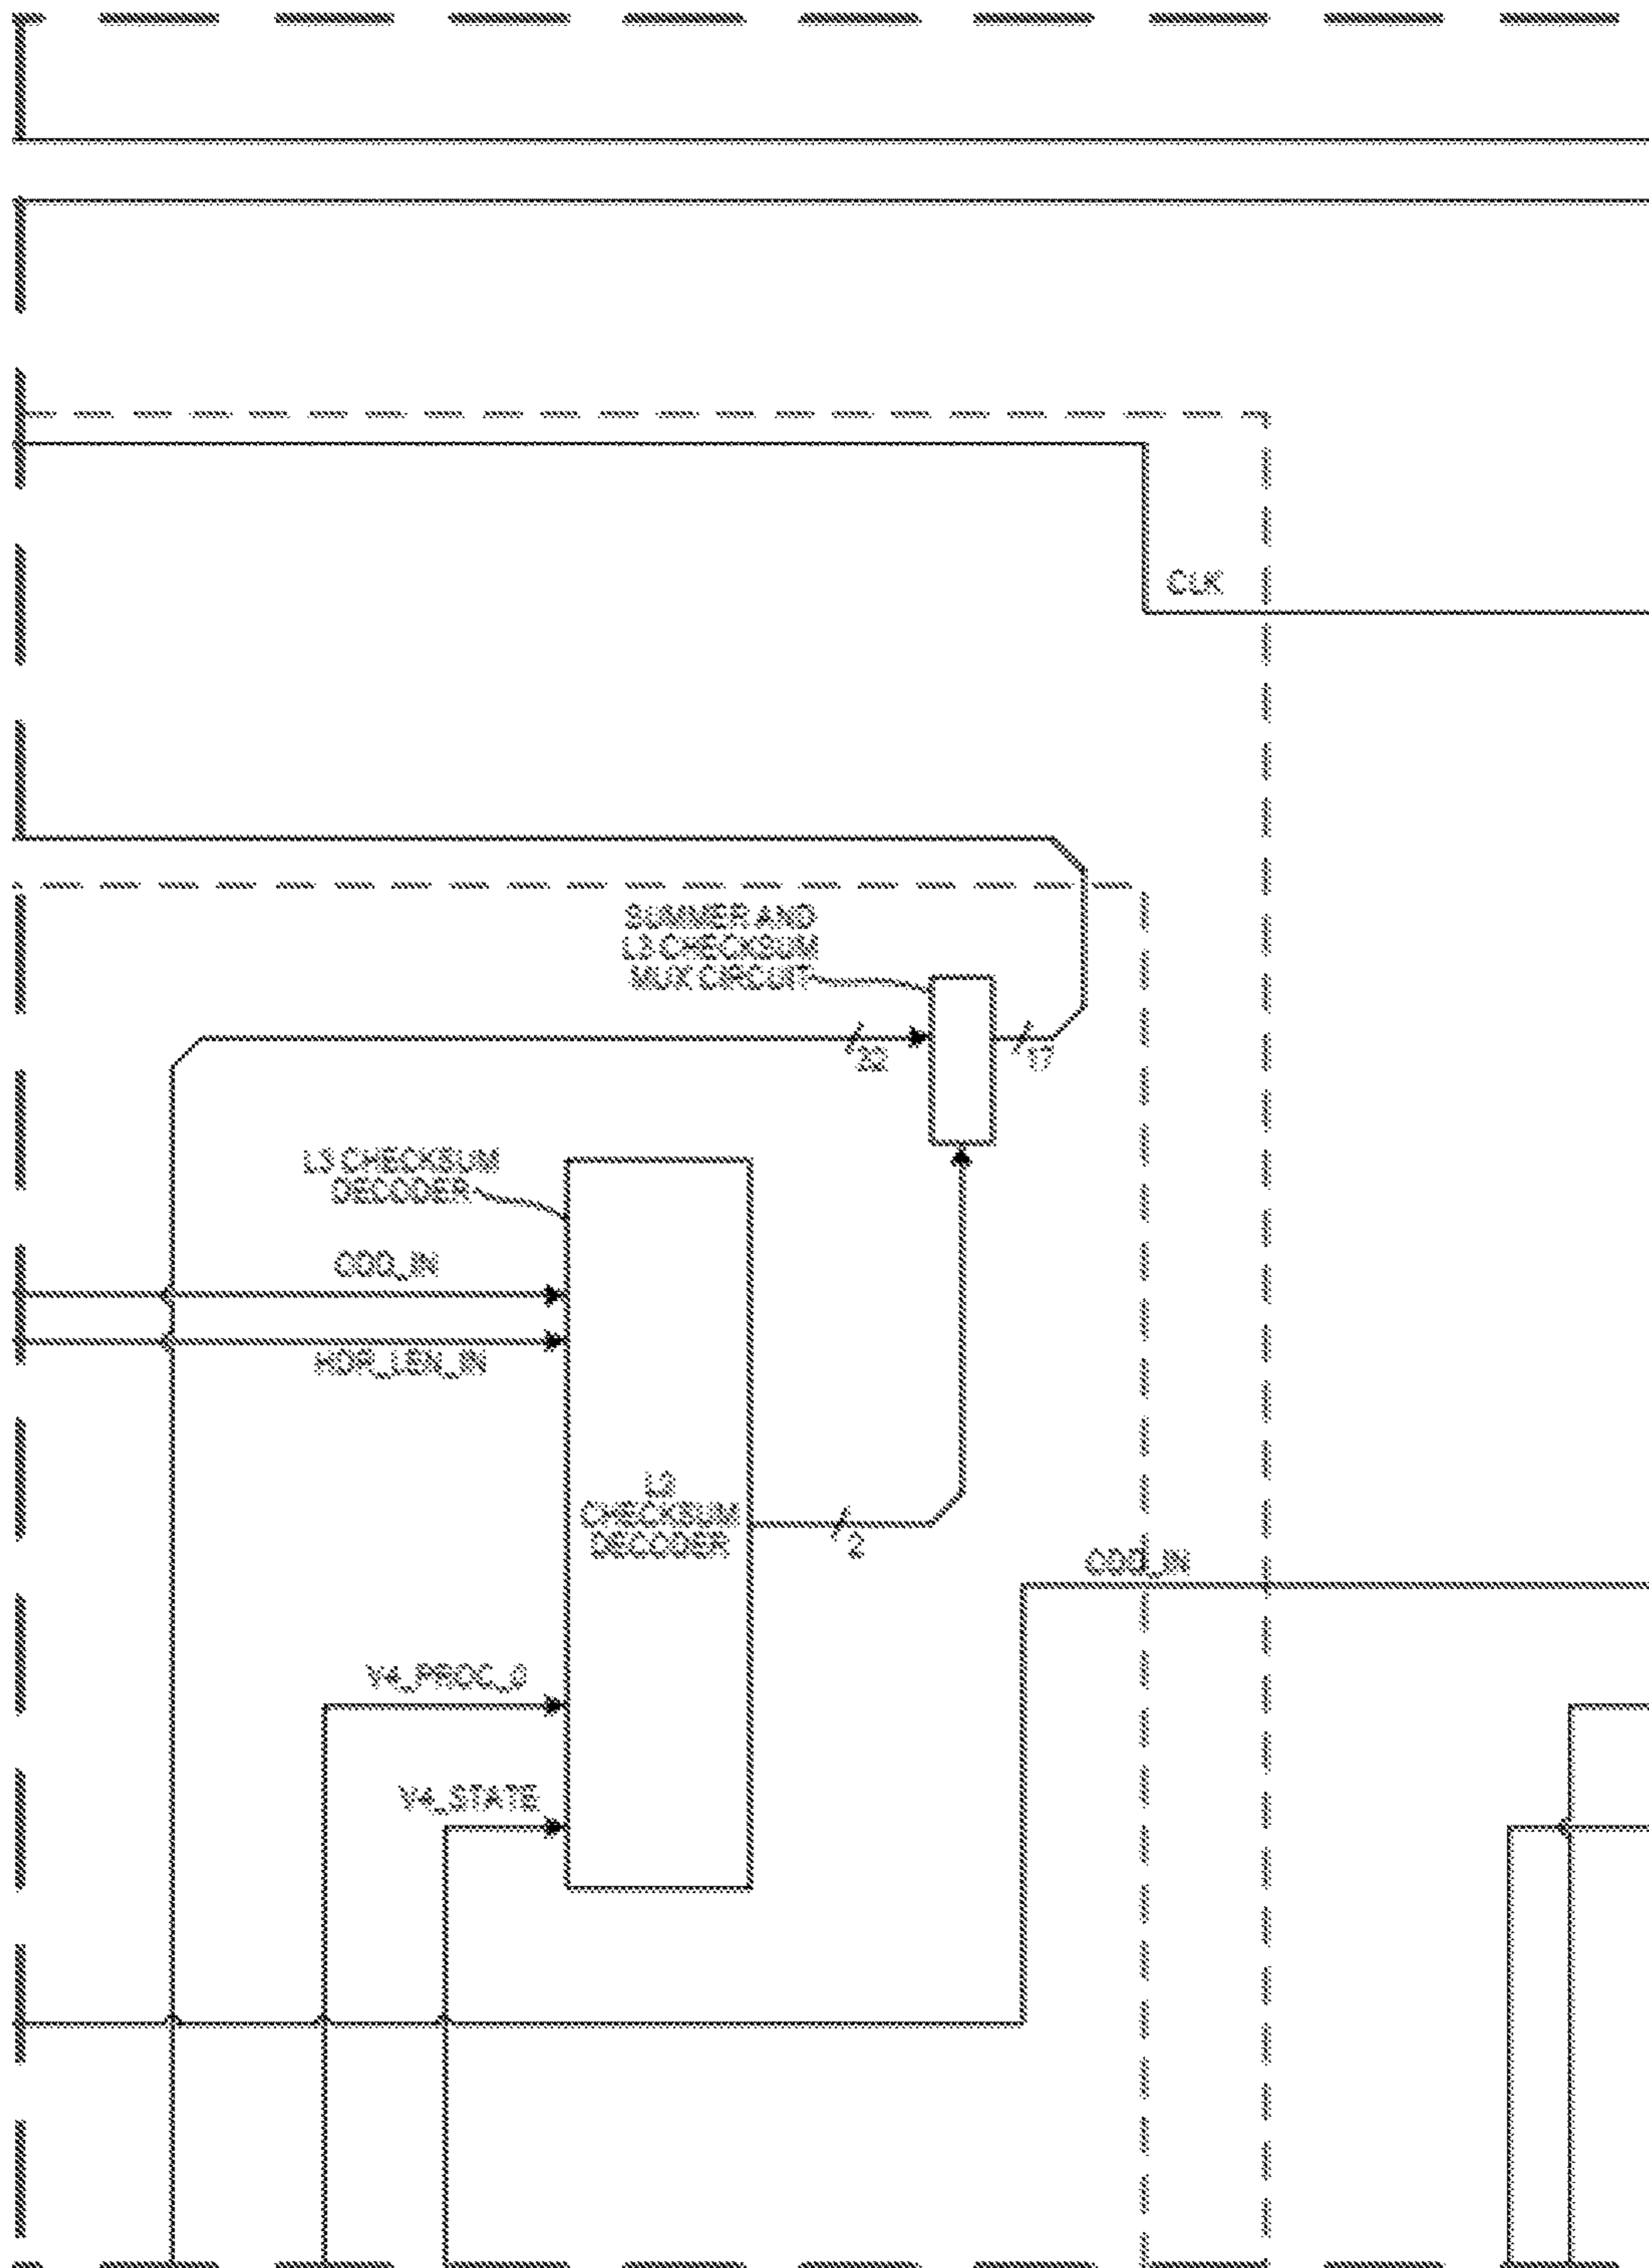 CLK
SUMMER AND
L3 CHECKSUM
MUX CIRCUIT
32
17
L3 CHECKSUM
DECODER
ODD_IN
HDR_LEN_IN
L3
CHECKSUM
DECODER
2
ODD_IN
V4_PROC_0
V4_STATE